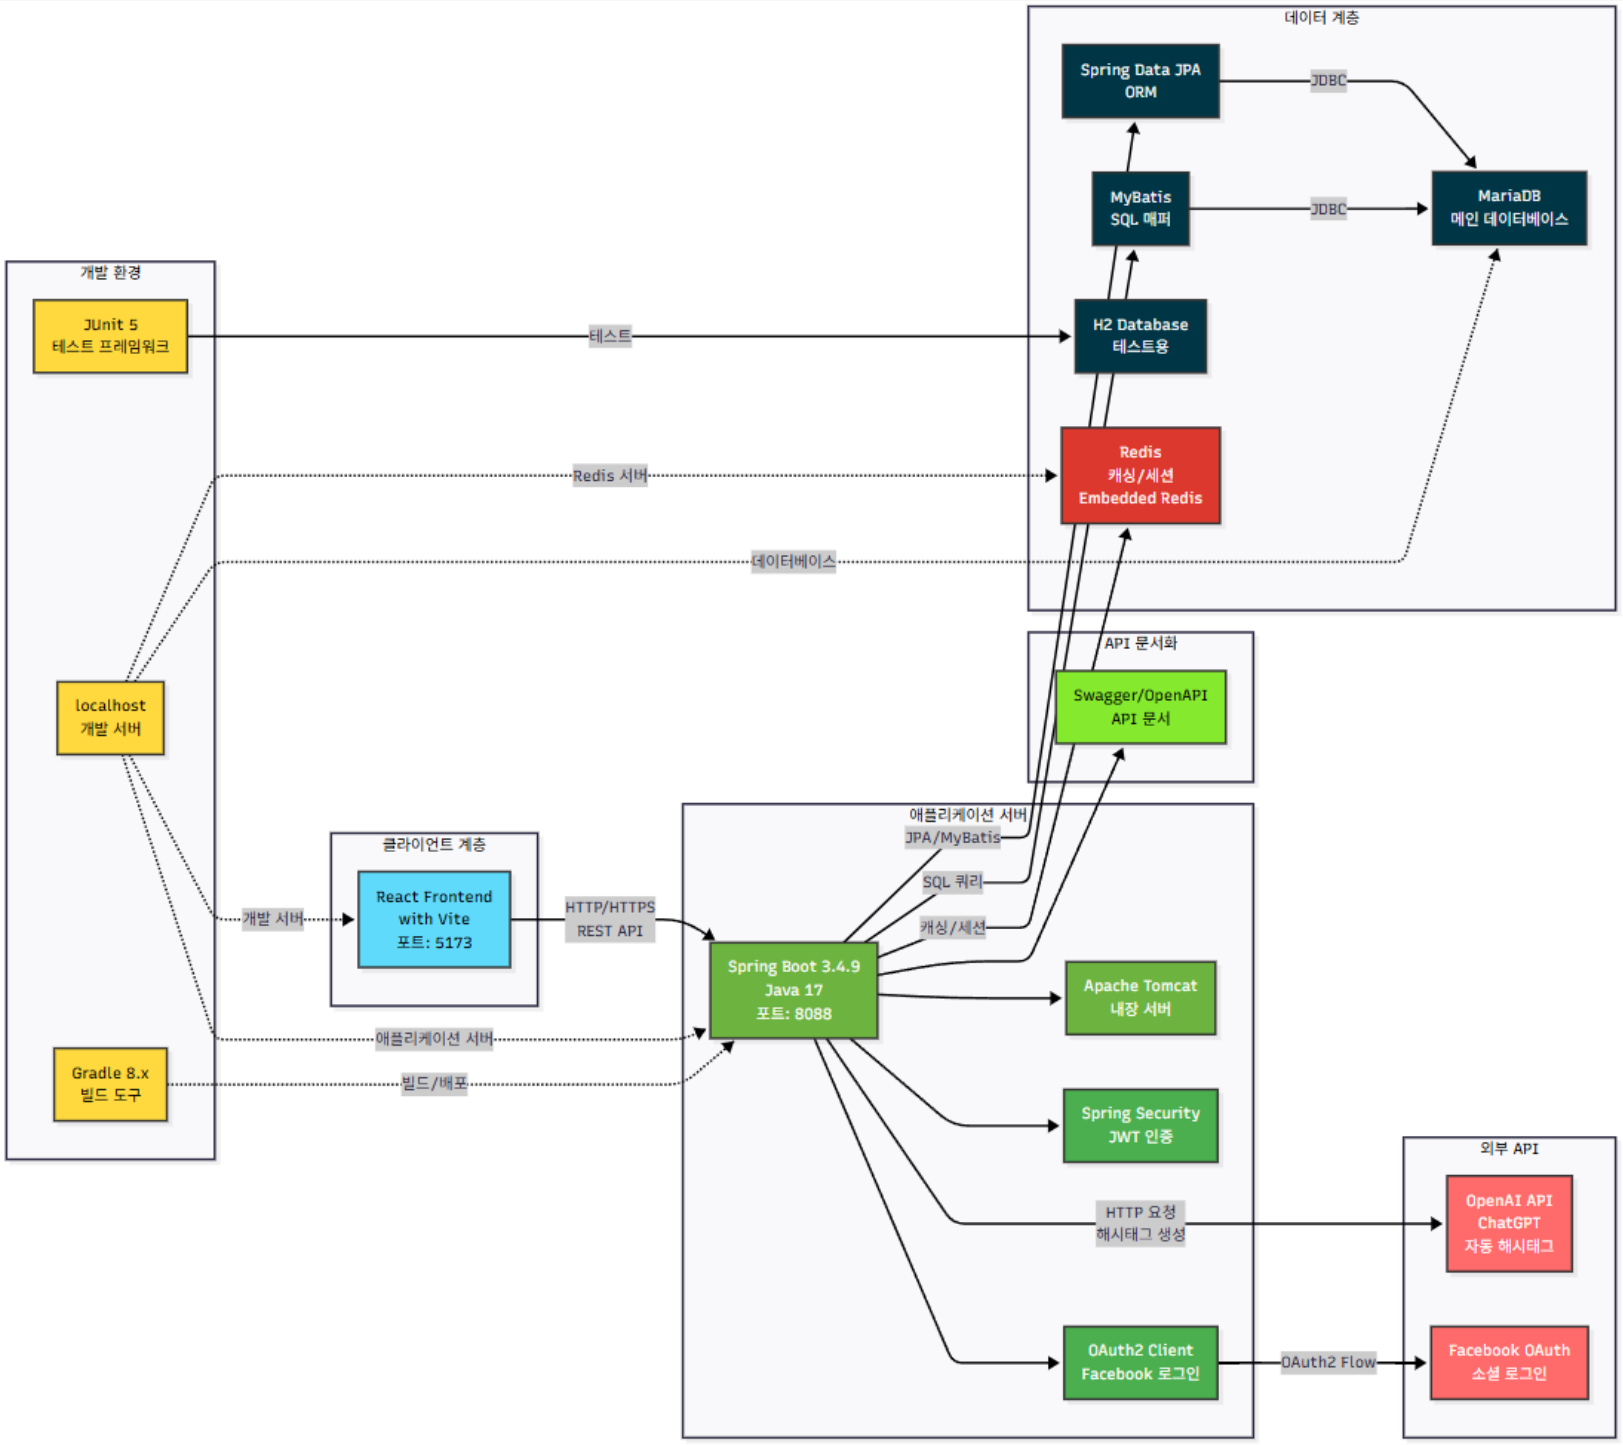 데이터 계층
Spring Data JPA
ORM
JDBC
MyBatis
SQL 매퍼
JDBC
MariaDB
메인 데이터베이스
개발 환경
JUnit 5
테스트 프레임워크
테스트
H2 Database
테스트용
Redis 서버
Redis
캐싱/세션
Embedded Redis
데이터베이스
API 문서화
Swagger/OpenAPI
API 문서
localhost
개발 서버
애플리케이션 서버
JPA/MyBatis
SQL 쿼리
캐싱/세션
클라이언트 계층
개발 서버
React Frontend
with Vite
포트: 5173
HTTP/HTTPS
REST API
Spring Boot 3.4.9
Java 17
포트: 8088
Apache Tomcat
내장 서버
애플리케이션 서버
Gradle 8.x
빌드 도구
빌드/배포
Spring Security
JWT 인증
외부 API
HTTP 요청
해시태그 생성
OpenAI API
ChatGPT
자동 해시태그
OAuth2 Client
Facebook 로그인
OAuth2 Flow
Facebook OAuth
소셜 로그인